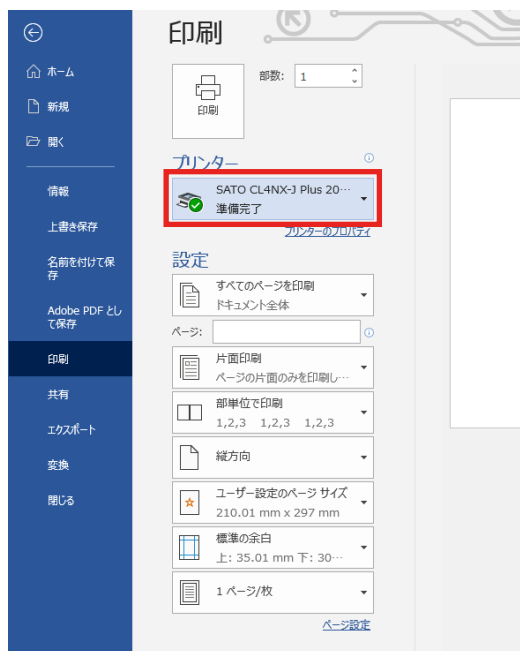 印刷
ホーム
新規
開く
情報
上書き保存
名前を付けて保
存
Adobe PDF とし
て保存
印刷
共有
エクスポート
変換
閉じる
印刷
部数: 1
プリンター
SATO CL4NX-J Plus 20…
準備完了
プリンターのプロパティ
設定
すべてのページを印刷
ドキュメント全体
ページ:
片面印刷
ページの片面のみを印刷し…
部単位で印刷
1,2,3 1,2,3 1,2,3
縦方向
ユーザー設定のページ サイズ
210.01 mm x 297 mm
標準の余白
上: 35.01 mm 下: 30…
1 ページ/枚
ページ設定